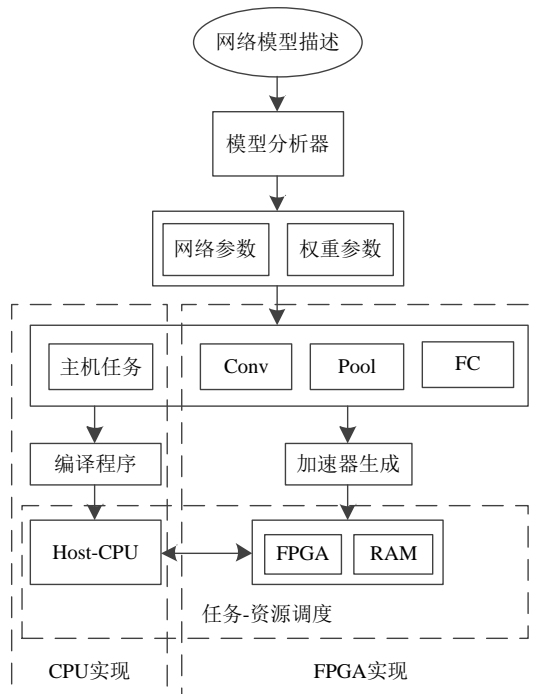 网络模型描述
模型分析器
网络参数
权重参数
主机任务
Conv
Pool
FC
编译程序
加速器生成
Host-CPU
FPGA
RAM
任务-资源调度
CPU实现
FPGA实现